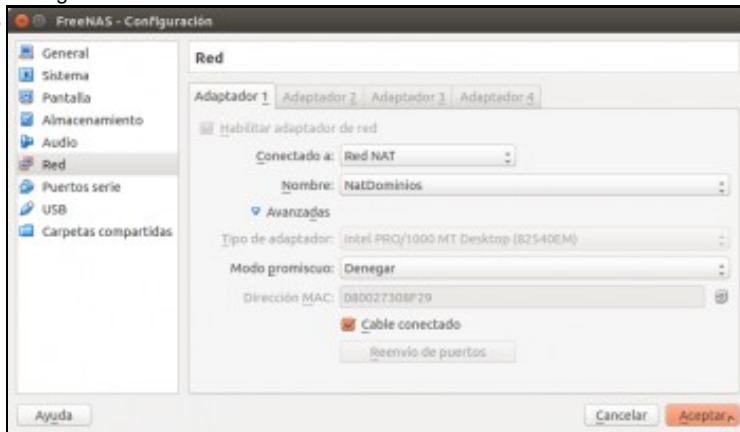 FreeNAS - Configuración
General
Sistema
Pantalla
Almacenamiento
Audio
Red
Puertos serie
USB
Carpetas compartidas
Red
Adaptador 1 Adaptador 2 Adaptador 3 Adaptador 4
Habilitar adaptador de red
Conectado a: Red NAT
Nombre: NatDominios
Avanzadas
Tipo de adaptador: Intel PRO/1000 MT Desktop (82540EM)
Modo promiscuo: Denegar
Dirección MAC: 080027308F29
Cable conectado
Reenvío de puertos
Ayuda
Cancelar
Aceptar